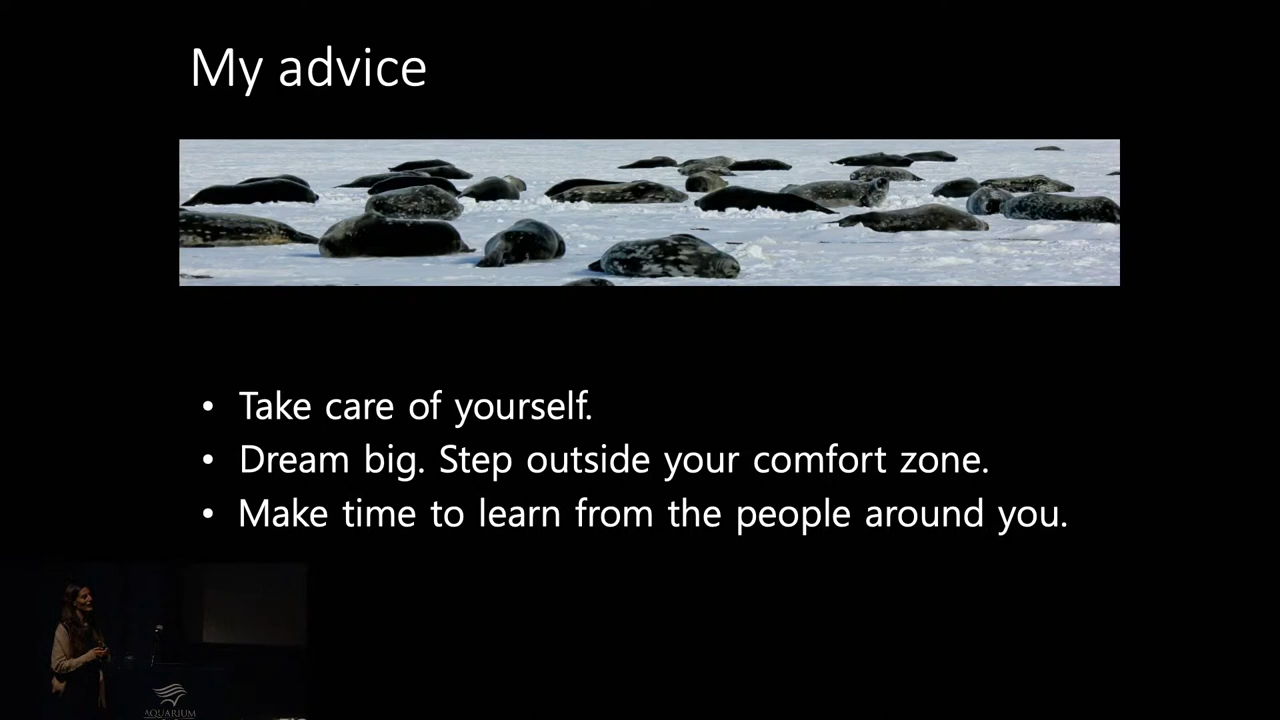 My advice
• Take care of yourself.
• Dream big. Step outside your comfort zone.
• Make time to learn from the people around you.
AQUARIUM